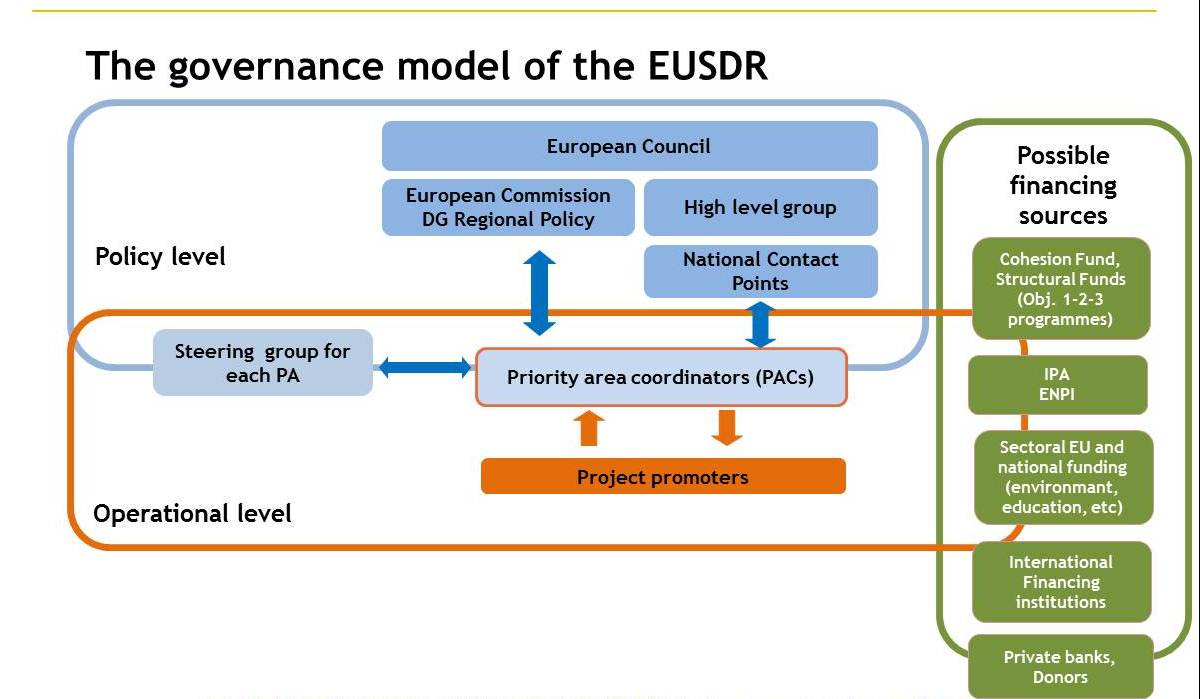 The governance model of the EUSDR
European Council
European Commission
DG Regional Policy
High level group
National Contact
Points
Policy level
Steering group for
each PA
Priority area coordinators (PACs)
Project promoters
Operational level
Possible
financing
sources
Cohesion Fund,
Structural Funds
(Obj. 1-2-3
programmes)
IPA
ENPI
Sectoral EU and
national funding
(environmant,
education, etc)
International
Financing
institutions
Private banks,
Donors